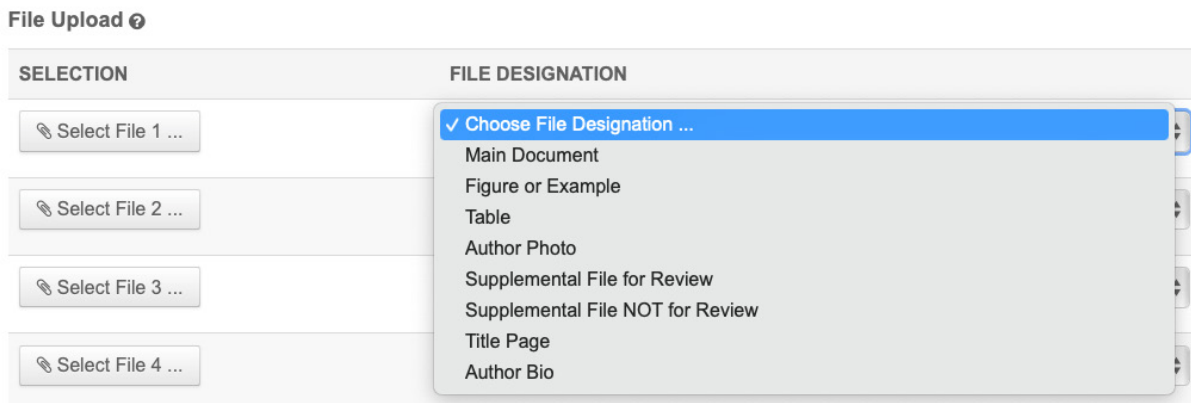 File Upload
SELECTION FILE DESIGNATION
Select File 1 ...
✓ Choose File Designation ...
Main Document
Figure or Example
Select File 2 ...
Table
Author Photo
Select File 3 ...
Supplemental File for Review
Supplemental File NOT for Review
Title Page
Select File 4 ...
Author Bio